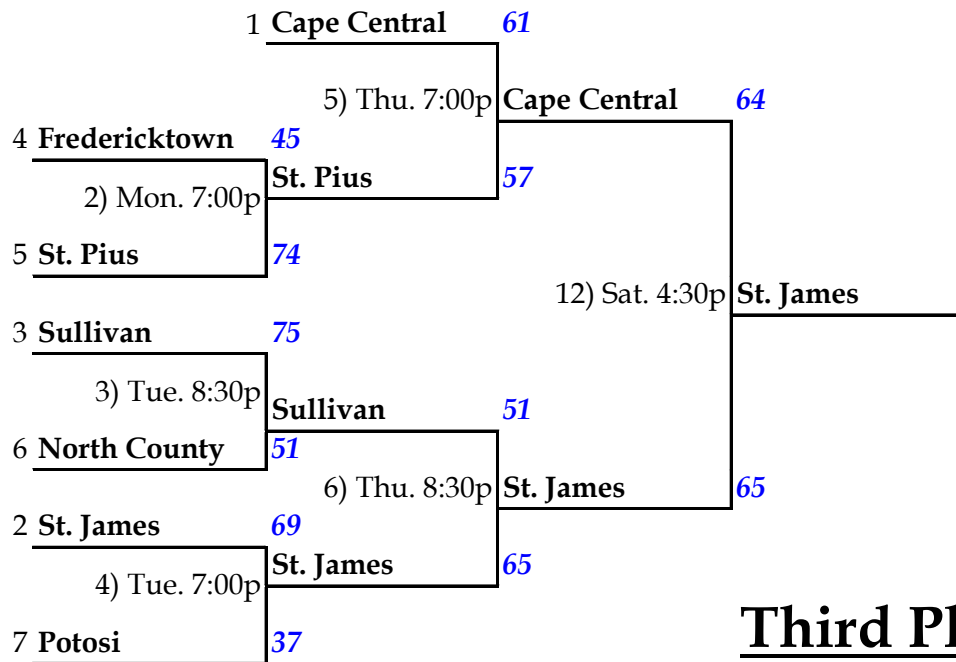 1 Cape Central 61
5) Thu. 7:00p Cape Central 64
4 Fredericktown 45
St. Pius 57
2) Mon. 7:00p
5 St. Pius 74
12) Sat. 4:30p St. James
3 Sullivan 75
3) Tue. 8:30p
Sullivan 51
6 North County 51
6) Thu. 8:30p St. James 65
2 St. James 69
St. James 65
4) Tue. 7:00p
7 Potosi 37
Third Pl